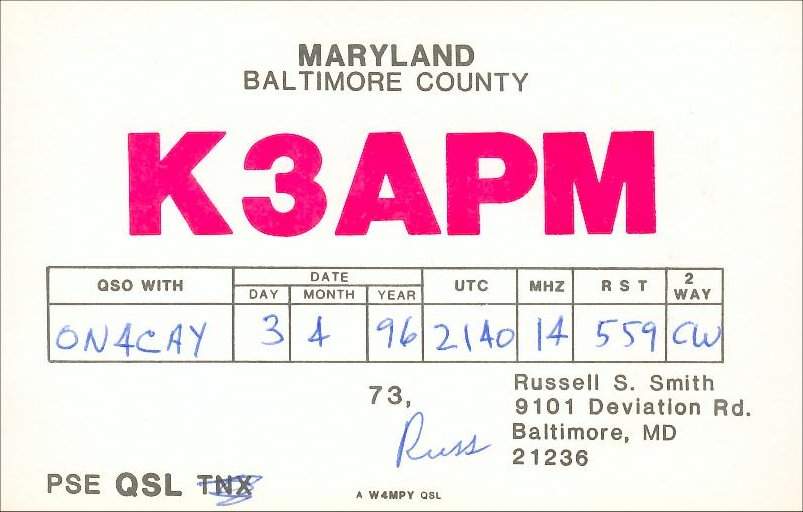 MARYLAND
BALTIMORE COUNTY
K3APM
QSO WITH DATE DAY MONTH YEAR UTC MHZ R S T 2 WAY
ON4CAY 3 4 96 2140 14 559 CW
73,
Russ
Russell S. Smith
9101 Deviation Rd.
Baltimore, MD
21236
PSE QSL TNX
A W4MPY QSL